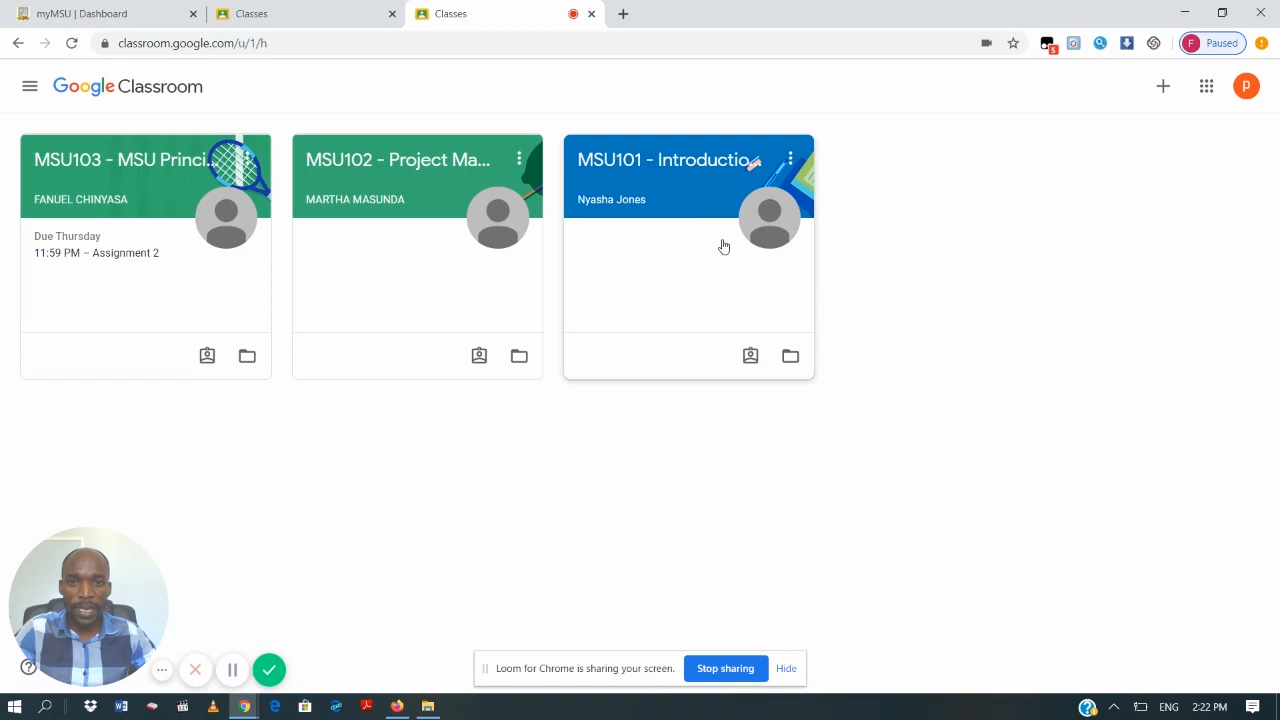 myMSU | Dashboard
Classes
Classes
classroom.google.com/u/1/h
5
F
Paused
Google Classroom
p
MSU103 - MSU Princi...
FANUEL CHINYASA
Due Thursday
11:59 PM – Assignment 2
MSU102 - Project Ma...
MARTHA MASUNDA
MSU101 - Introductio...
Nyasha Jones
Loom for Chrome is sharing your screen.
Stop sharing
Hide
ENG
2:22 PM